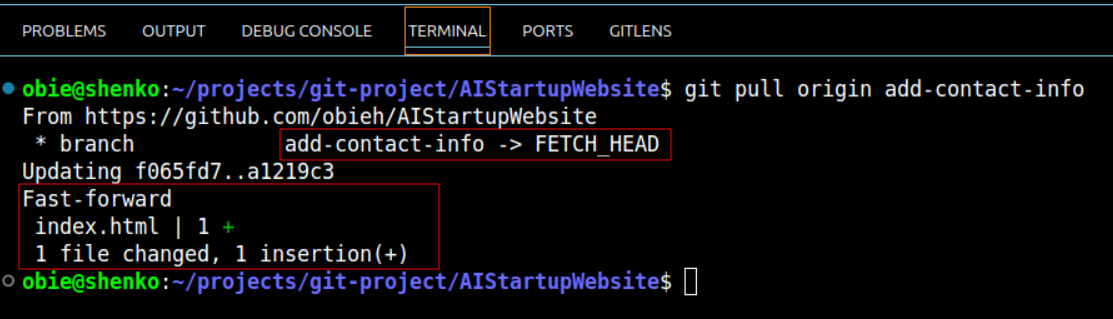 PROBLEMS OUTPUT DEBUG CONSOLE TERMINAL PORTS GITLENS
obie@shenko:~/projects/git-project/AIStartupWebsite$ git pull origin add-contact-info
From https://github.com/obieh/AIStartupWebsite
 * branch            add-contact-info -> FETCH_HEAD
Updating f065fd7..a1219c3
Fast-forward
 index.html | 1 +
 1 file changed, 1 insertion(+)
obie@shenko:~/projects/git-project/AIStartupWebsite$